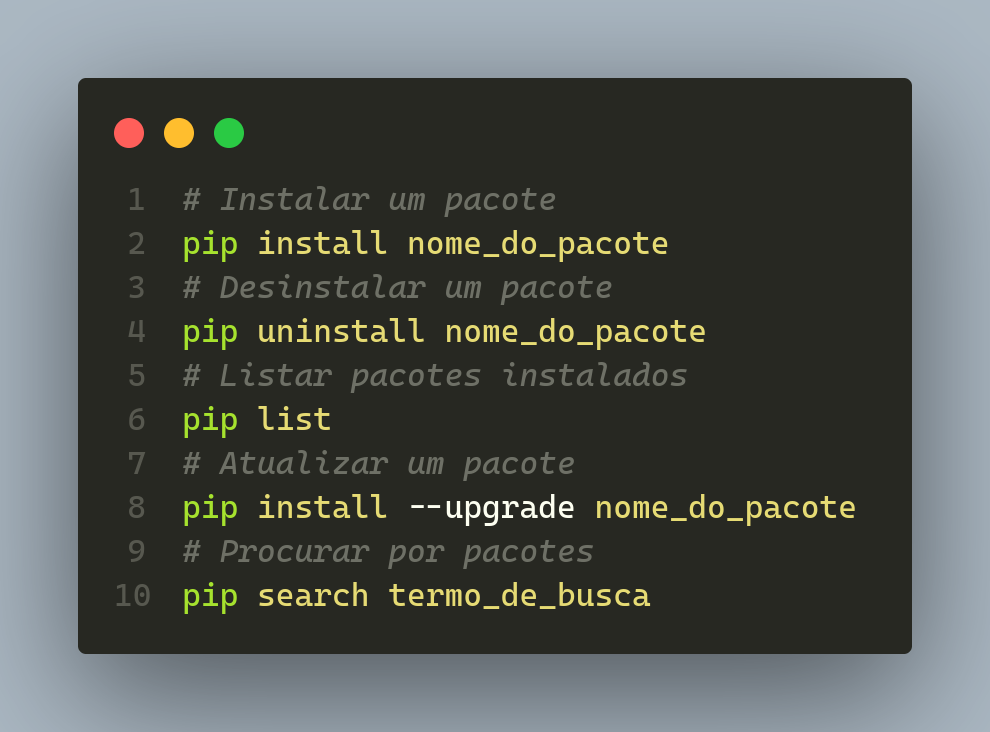 1 # Instalar um pacote
2 pip install nome_do_pacote
3 # Desinstalar um pacote
4 pip uninstall nome_do_pacote
5 # Listar pacotes instalados
6 pip list
7 # Atualizar um pacote
8 pip install --upgrade nome_do_pacote
9 # Procurar por pacotes
10 pip search termo_de_busca